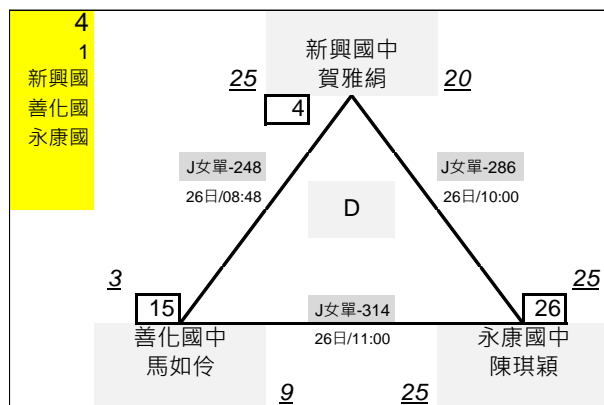 4
1
新興國
善化國
永康國
新興國中
賀雅絹
25
20
4
J女單-248
26日/08:48
J女單-286
26日/10:00
D
3
25
15
26
J女單-314
26日/11:00
善化國中
馬如伶
永康國中
陳琪穎
9
25